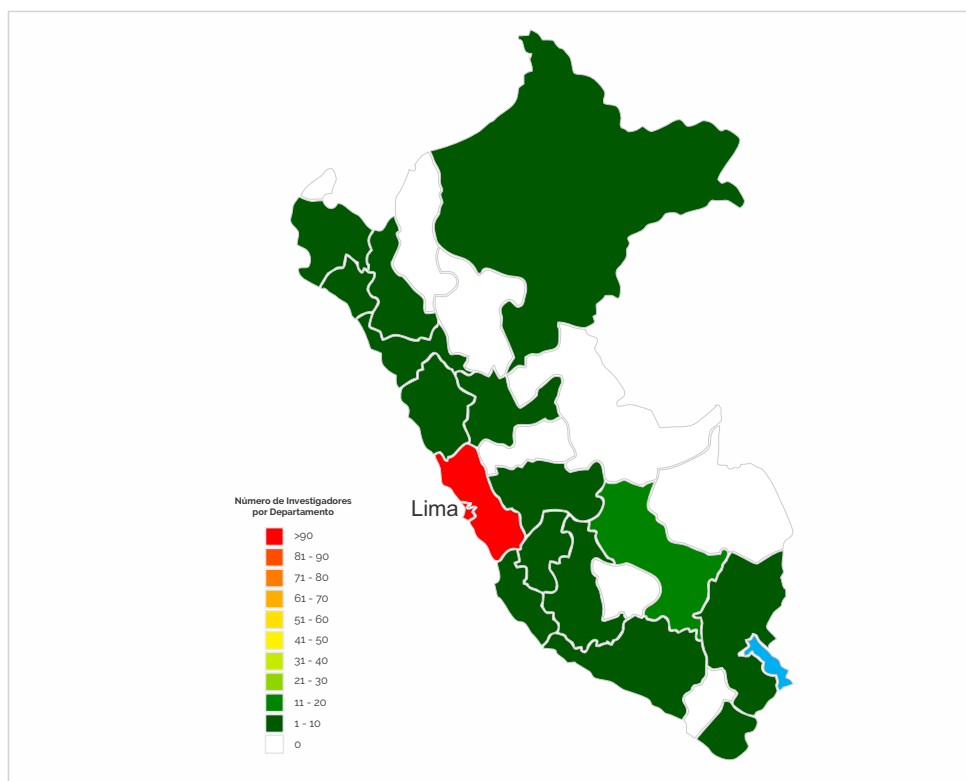 Lima
Número de Investigadores
por Departamento
>90
81 - 90
71 - 80
61 - 70
51 - 60
41 - 50
31 - 40
21 - 30
11 - 20
1 - 10
0